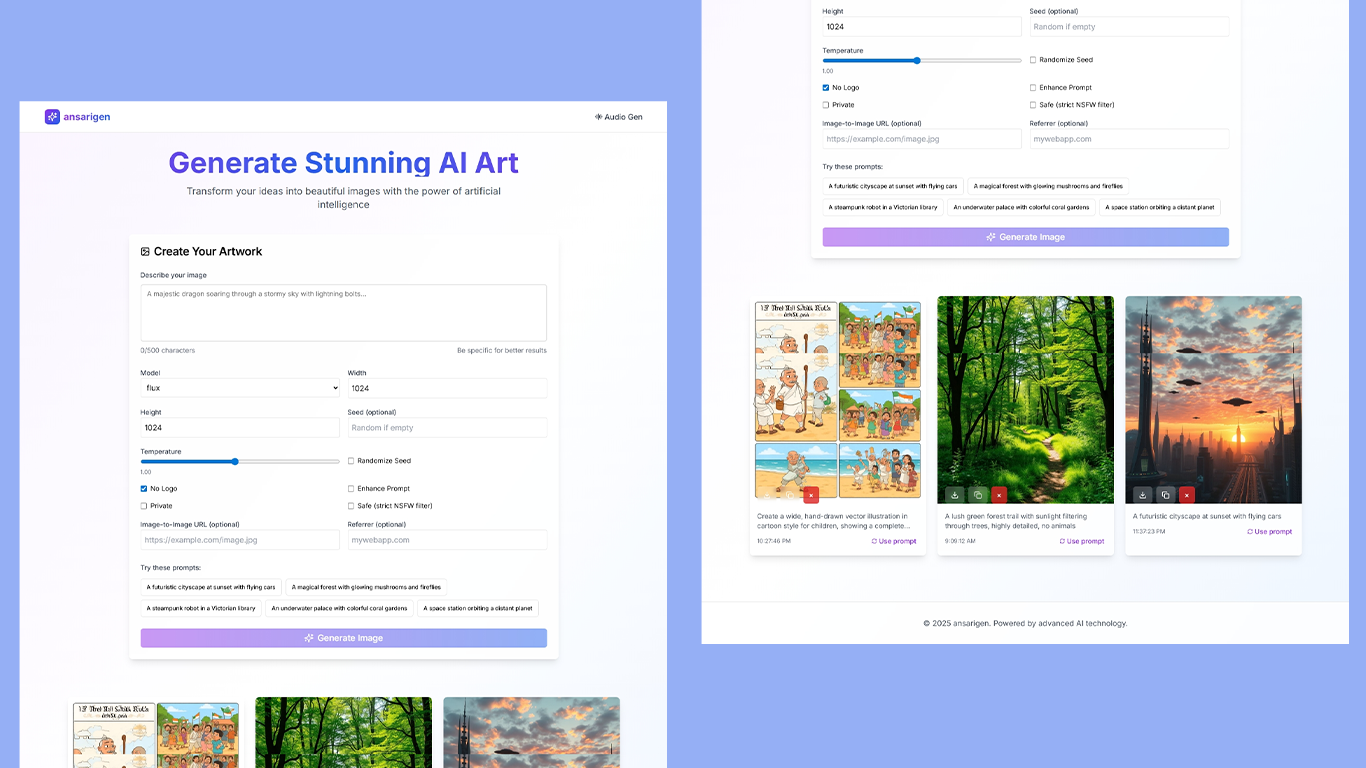 ansarigen
Audio Gen
Generate Stunning AI Art
Transform your ideas into beautiful images with the power of artificial
intelligence
Create Your Artwork
Describe your image
A majestic dragon soaring through a stormy sky with lightning bolts...
0/500 characters
Be specific for better results
Model
Width
flux
1024
Height
Seed (optional)
1024
Random if empty
Temperature
Randomize Seed
1.00
No Logo
Enhance Prompt
Private
Safe (strict NSFW filter)
Image-to-Image URL (optional)
Referrer (optional)
https://example.com/image.jpg
mywebapp.com
Try these prompts:
A futuristic cityscape at sunset with flying cars
A magical forest with glowing mushrooms and fireflies
A steampunk robot in a Victorian library
An underwater palace with colorful coral gardens
A space station orbiting a distant planet
Generate Image
Height
Seed (optional)
1024
Random if empty
Temperature
Randomize Seed
1.00
No Logo
Enhance Prompt
Private
Safe (strict NSFW filter)
Image-to-Image URL (optional)
Referrer (optional)
https://example.com/image.jpg
mywebapp.com
Try these prompts:
A futuristic cityscape at sunset with flying cars
A magical forest with glowing mushrooms and fireflies
A steampunk robot in a Victorian library
An underwater palace with colorful coral gardens
A space station orbiting a distant planet
Generate Image
Create a wide, hand-drawn vector illustration in
cartoon style for children, showing a complete...
10:27:46 PM
Use prompt
A lush green forest trail with sunlight filtering
through trees, highly detailed, no animals
9:09:12 AM
Use prompt
A futuristic cityscape at sunset with flying cars
11:37:23 PM
Use prompt
© 2025 ansarigen. Powered by advanced AI technology.